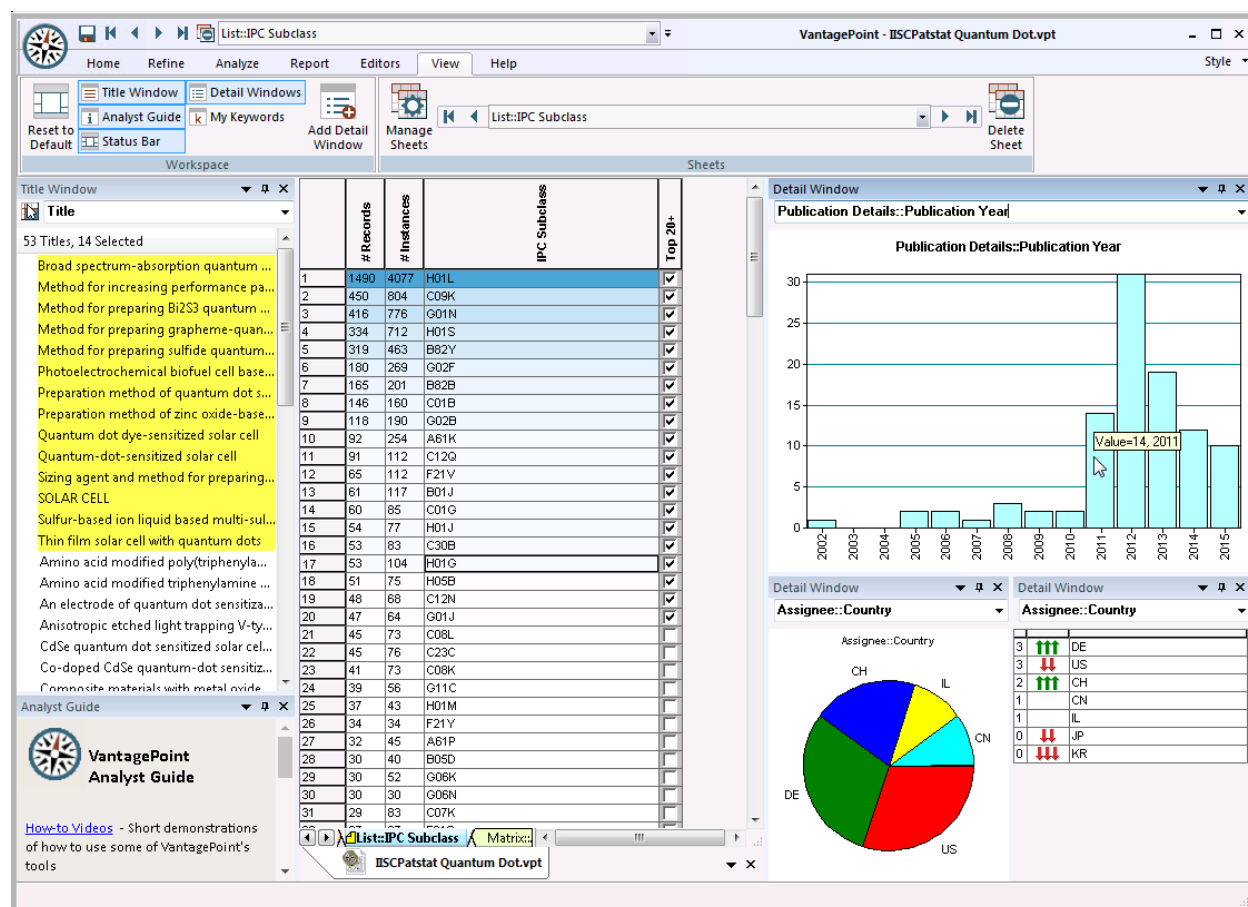 List::IPC Subclass
VantagePoint - IISCPatstat Quantum Dot.vpt
Home Refine Analyze Report Editors View Help
Style
Reset to Default
Title Window
Detail Windows
Analyst Guide
My Keywords
Status Bar
Add Detail Window
Workspace
Manage Sheets
List::IPC Subclass
Delete Sheet
Sheets
Title Window
Title
53 Titles, 14 Selected
Broad spectrum-absorption quantum ...
Method for increasing performance pa...
Method for preparing Bi2S3 quantum ...
Method for preparing grapheme-quan...
Method for preparing sulfide quantum...
Photoelectrochemical biofuel cell base...
Preparation method of quantum dot s...
Preparation method of zinc oxide-base...
Quantum dot dye-sensitized solar cell
Quantum-dot-sensitized solar cell
Sizing agent and method for preparing...
SOLAR CELL
Sulfur-based ion liquid based multi-sul...
Thin film solar cell with quantum dots
Amino acid modified poly(triphenyla...
Amino acid modified triphenylamine ...
An electrode of quantum dot sensitiza...
Anisotropic etched light trapping V-ty...
CdSe quantum dot sensitized solar cel...
Co-doped CdSe quantum-dot sensitiz...
Composite materials with metal oxide
Analyst Guide
VantagePoint
Analyst Guide
How-to Videos - Short demonstrations
of how to use some of VantagePoint's
tools
# Records # Instances IPC Subclass Top 20+
1 1490 4077 H01L
2 450 804 C09K
3 416 776 G01N
4 334 712 H01S
5 319 463 B82Y
6 180 269 G02F
7 165 201 B82B
8 146 160 C01B
9 118 190 G02B
10 92 254 A61K
11 91 112 C12Q
12 65 112 F21V
13 61 117 B01J
14 60 85 C01G
15 54 77 H01J
16 53 83 C30B
17 53 104 H01G
18 51 75 H05B
19 48 68 C12N
20 47 64 G01J
21 45 73 C08L
22 45 76 C23C
23 41 73 C08K
24 39 56 G11C
25 37 43 H01M
26 34 34 F21Y
27 32 45 A61P
28 30 40 B05D
29 30 52 G06K
30 30 30 G06N
31 29 83 C07K
List::IPC Subclass Matrix::
IISCPatstat Quantum Dot.vpt
Detail Window
Publication Details::Publication Year
Publication Details::Publication Year
30
25
20
15
10
5
0
Value=14, 2011
2002 2003 2004 2005 2006 2007 2008 2009 2010 2011 2012 2013 2014 2015
Detail Window
Assignee::Country
Assignee::Country
CH
IL
CN
DE
US
Detail Window
Assignee::Country
3 DE
3 US
2 CH
1 CN
1 IL
0 JP
0 KR